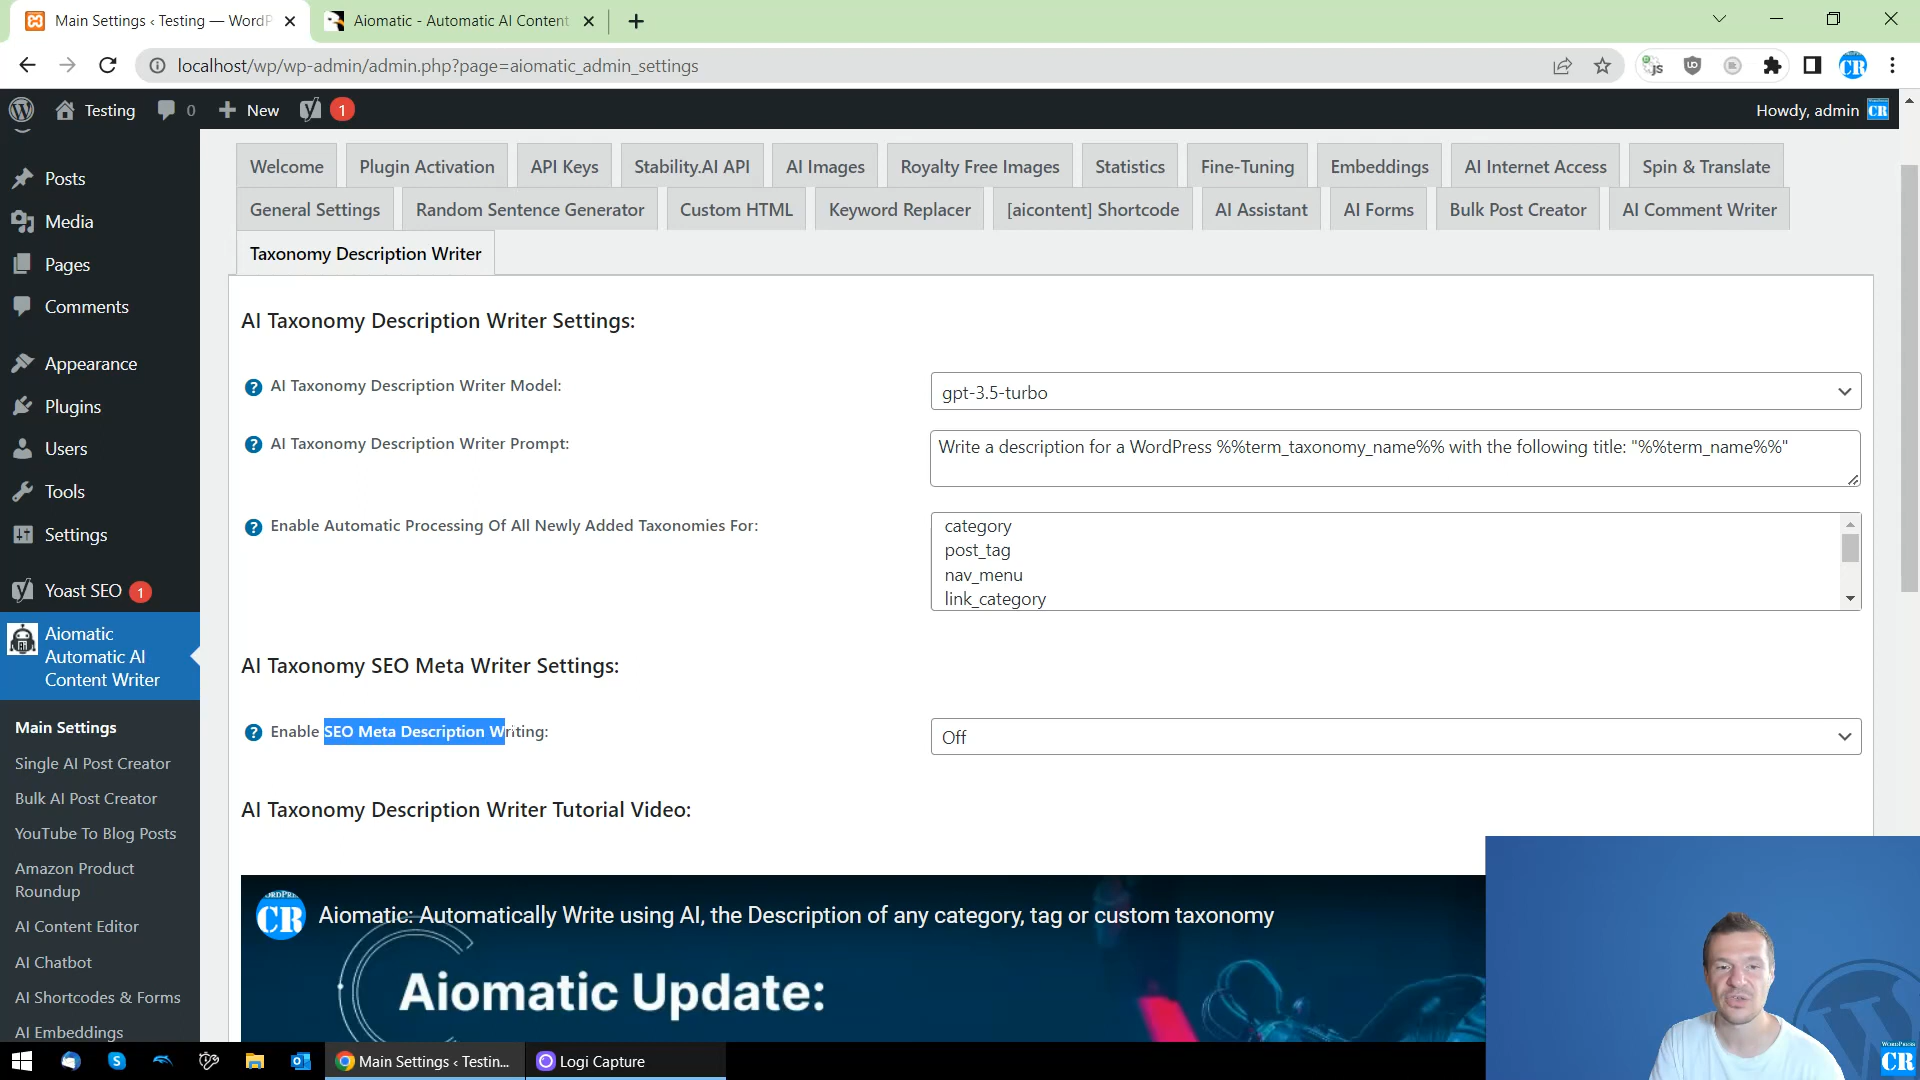 Main Settings ‹ Testing — WordP
Aiomatic - Automatic AI Content
localhost/wp/wp-admin/admin.php?page=aiomatic_admin_settings
Testing
0
New
1
Howdy, admin
Posts
Media
Pages
Comments
Appearance
Plugins
Users
Tools
Settings
Yoast SEO 1
Aiomatic
Automatic AI
Content Writer
Main Settings
Single AI Post Creator
Bulk AI Post Creator
YouTube To Blog Posts
Amazon Product
Roundup
AI Content Editor
AI Chatbot
AI Shortcodes & Forms
AI Embeddings
Welcome
Plugin Activation
API Keys
Stability.AI API
AI Images
Royalty Free Images
Statistics
Fine-Tuning
Embeddings
AI Internet Access
Spin & Translate
General Settings
Random Sentence Generator
Custom HTML
Keyword Replacer
[aicontent] Shortcode
AI Assistant
AI Forms
Bulk Post Creator
AI Comment Writer
Taxonomy Description Writer
AI Taxonomy Description Writer Settings:
AI Taxonomy Description Writer Model:
gpt-3.5-turbo
AI Taxonomy Description Writer Prompt:
Write a description for a WordPress %%term_taxonomy_name%% with the following title: "%%term_name%%"
Enable Automatic Processing Of All Newly Added Taxonomies For:
category
post_tag
nav_menu
link_category
AI Taxonomy SEO Meta Writer Settings:
Enable SEO Meta Description Writing:
Off
AI Taxonomy Description Writer Tutorial Video:
CR
Aiomatic: Automatically Write using AI, the Description of any category, tag or custom taxonomy
Aiomatic Update:
Main Settings ‹ Testin...
Logi Capture
WORDPRESS
CR